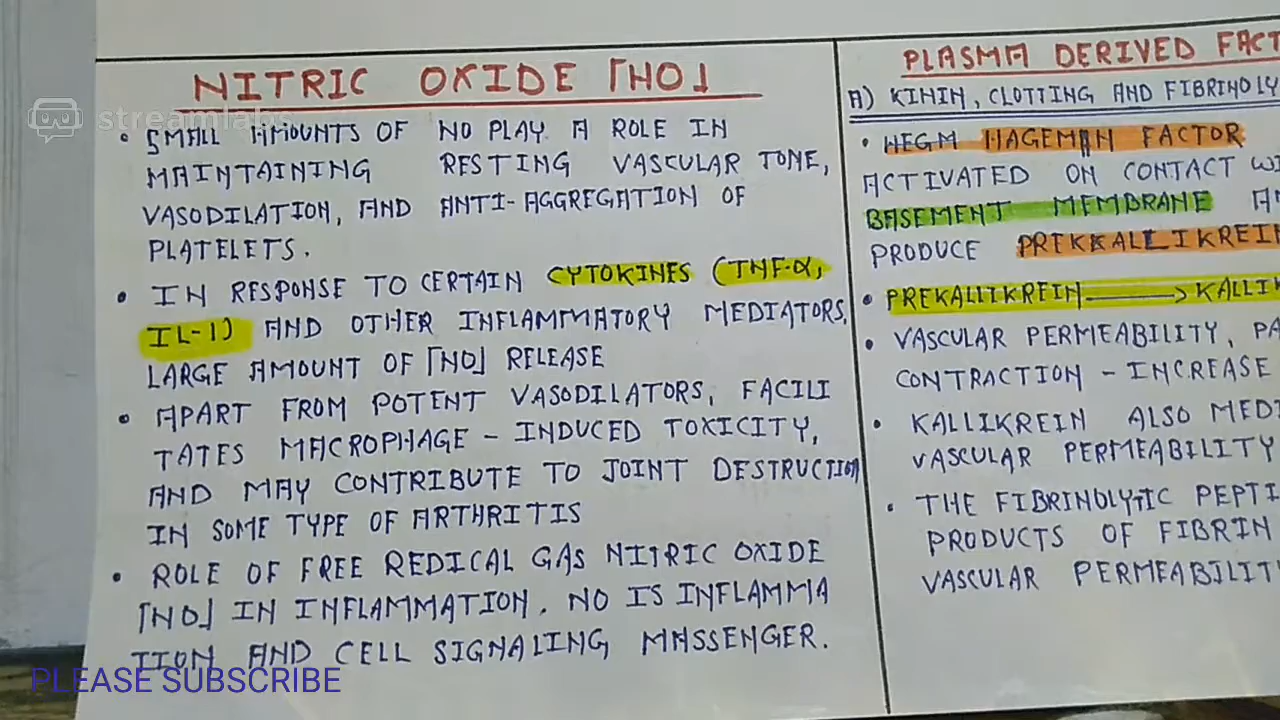 streamlabs
NITRIC OXIDE [NO]
• SMALL AMOUNTS OF NO PLAY A ROLE IN
MAINTAINING RESTING VASCULAR TONE,
VASODILATION, AND ANTI-AGGREGATION OF
PLATELETS.
• IN RESPONSE TO CERTAIN CYTOKINES (TNF-α,
IL-1) AND OTHER INFLAMMATORY MEDIATORS,
LARGE AMOUNT OF [NO] RELEASE
• APART FROM POTENT VASODILATORS, FACILI
TATES MACROPHAGE - INDUCED TOXICITY,
AND MAY CONTRIBUTE TO JOINT DESTRUCTION
IN SOME TYPE OF ARTHRITIS
• ROLE OF FREE REDICAL GAS NITRIC OXIDE
[NO] IN INFLAMMATION. NO IS INFLAMMA
TION AND CELL SIGNALING MASSENGER.
PLASMA DERIVED FACT
A) KININ, CLOTTING AND FIBRINOLY
• HEGM HAGEMAN FACTOR
ACTIVATED ON CONTACT WI
BASEMENT MEMBRANE A
PRODUCE PREKKALLIKREIN
• PREKALLIKREIN → KALLIK
• VASCULAR PERMEABILITY, PA
CONTRACTION - INCREASE
• KALLIKREIN ALSO MEDI
VASCULAR PERMEABILITY
• THE FIBRINOLYTIC PEPTI
PRODUCTS OF FIBRIN
VASCULAR PERMEABILITY
PLEASE SUBSCRIBE